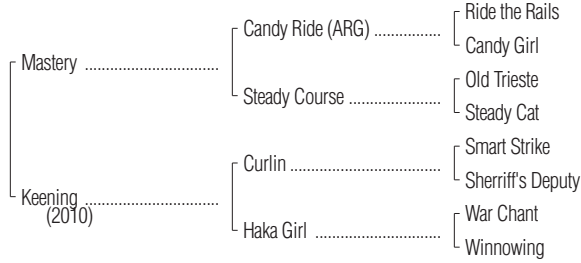 Ride the Rails
Candy Ride (ARG) ................
Candy Girl
Mastery ......................................
Old Trieste
Steady Course ......................
Steady Cat
Smart Strike
Curlin ....................................
Sherriff's Deputy
Keening ......................................
(2010)
War Chant
Haka Girl ..............................
Winnowing